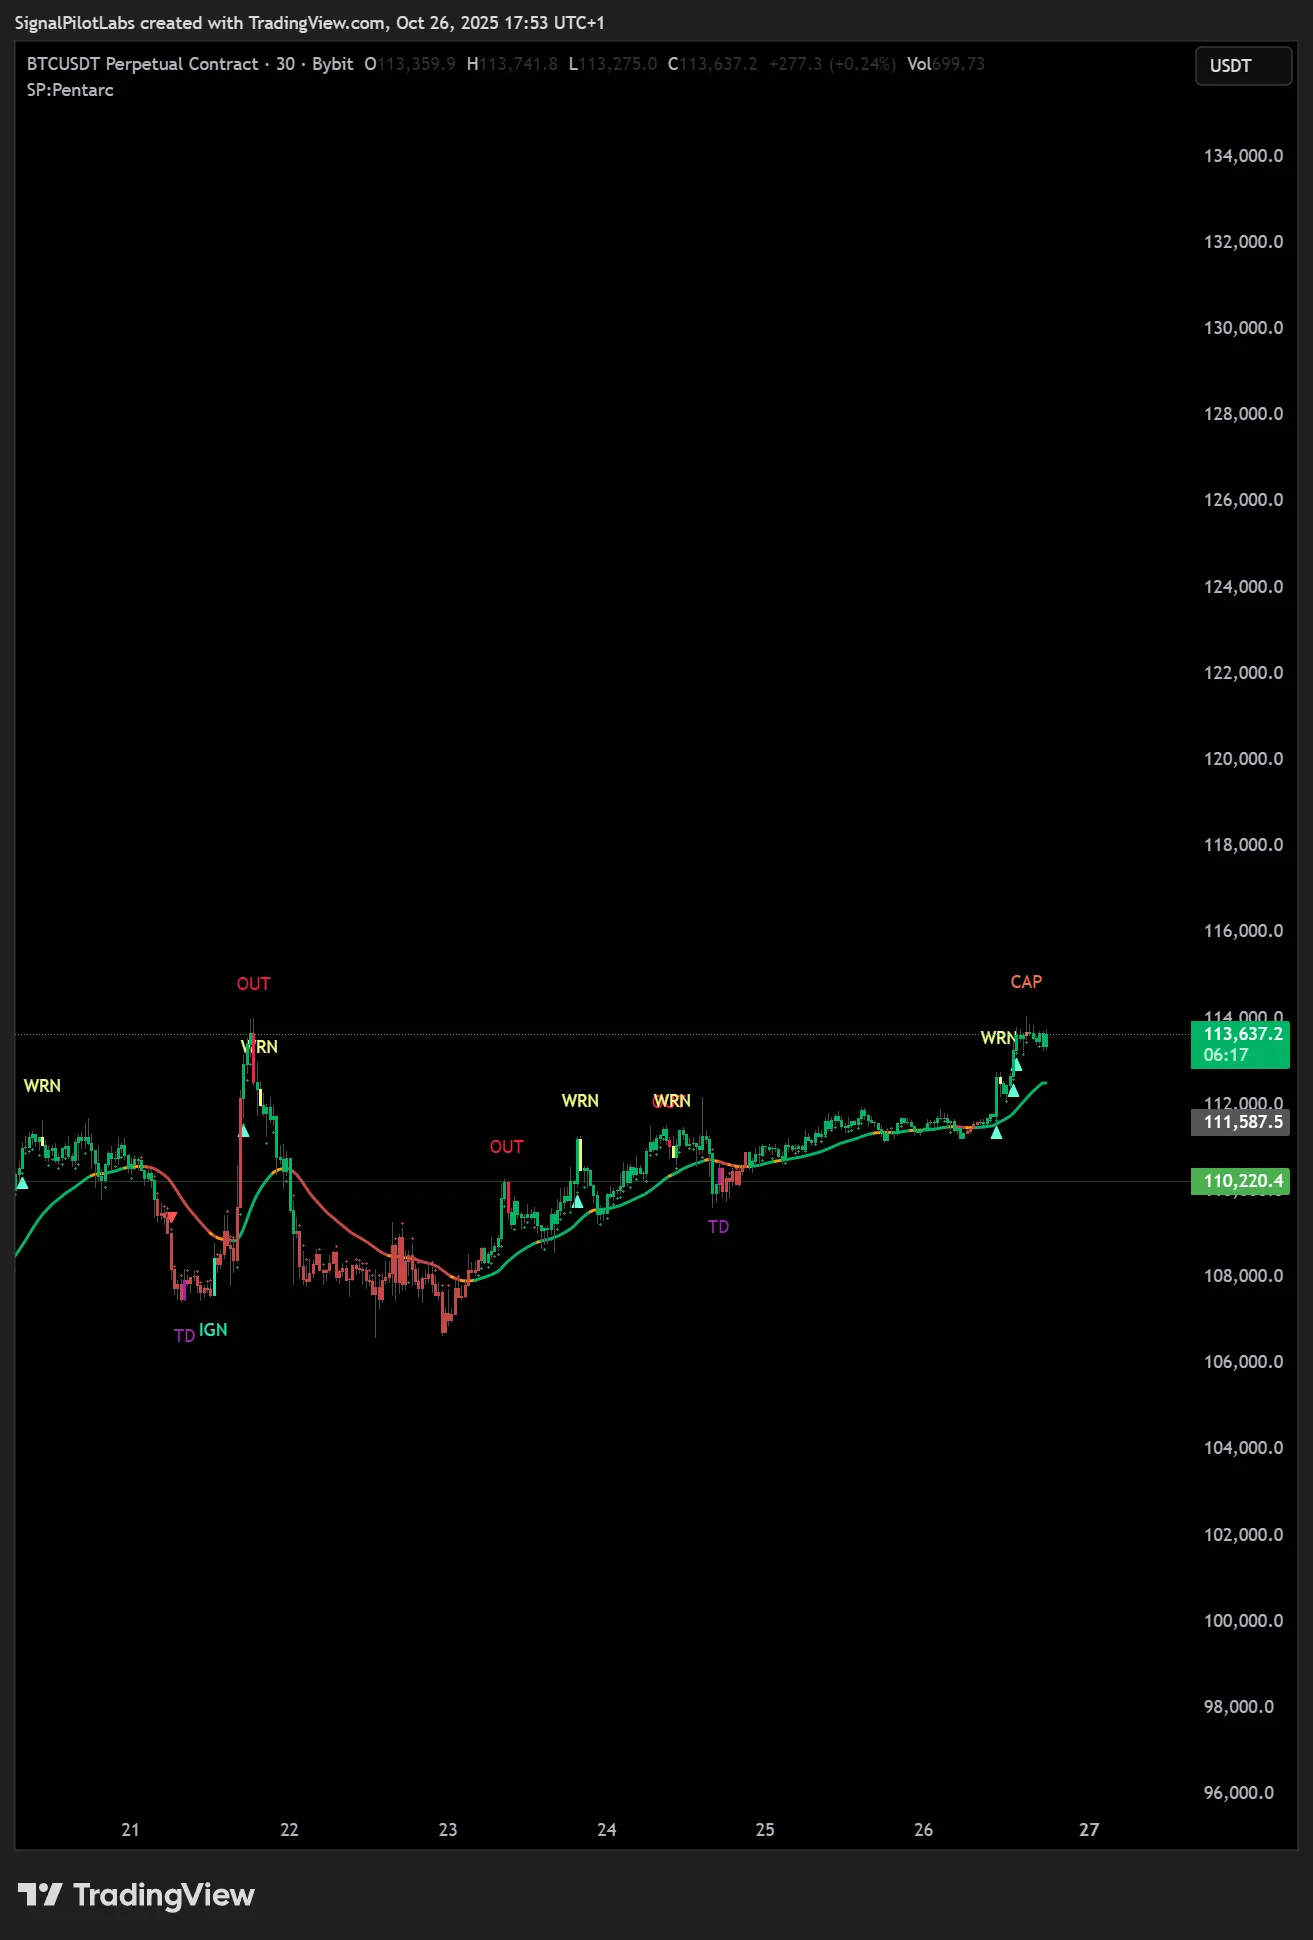 SignalPilotLabs created with TradingView.com, Oct 26, 2025 17:53 UTC+1
BTCUSDT Perpetual Contract · 30 · Bybit O113,359.9 H113,741.8 L113,275.0 C113,637.2 +277.3 (+0.24%) Vol699.73
USDT
SP:Pentarc
134,000.0
132,000.0
130,000.0
128,000.0
126,000.0
124,000.0
122,000.0
120,000.0
118,000.0
116,000.0
OUT
CAP
114,000.0
113,637.2
06:17
WRN
WRN
WRN
WRN
WRN
112,000.0
111,587.5
OUT
110,220.4
TD
108,000.0
TD
IGN
106,000.0
104,000.0
102,000.0
100,000.0
98,000.0
96,000.0
21 22 23 24 25 26 27
TradingView